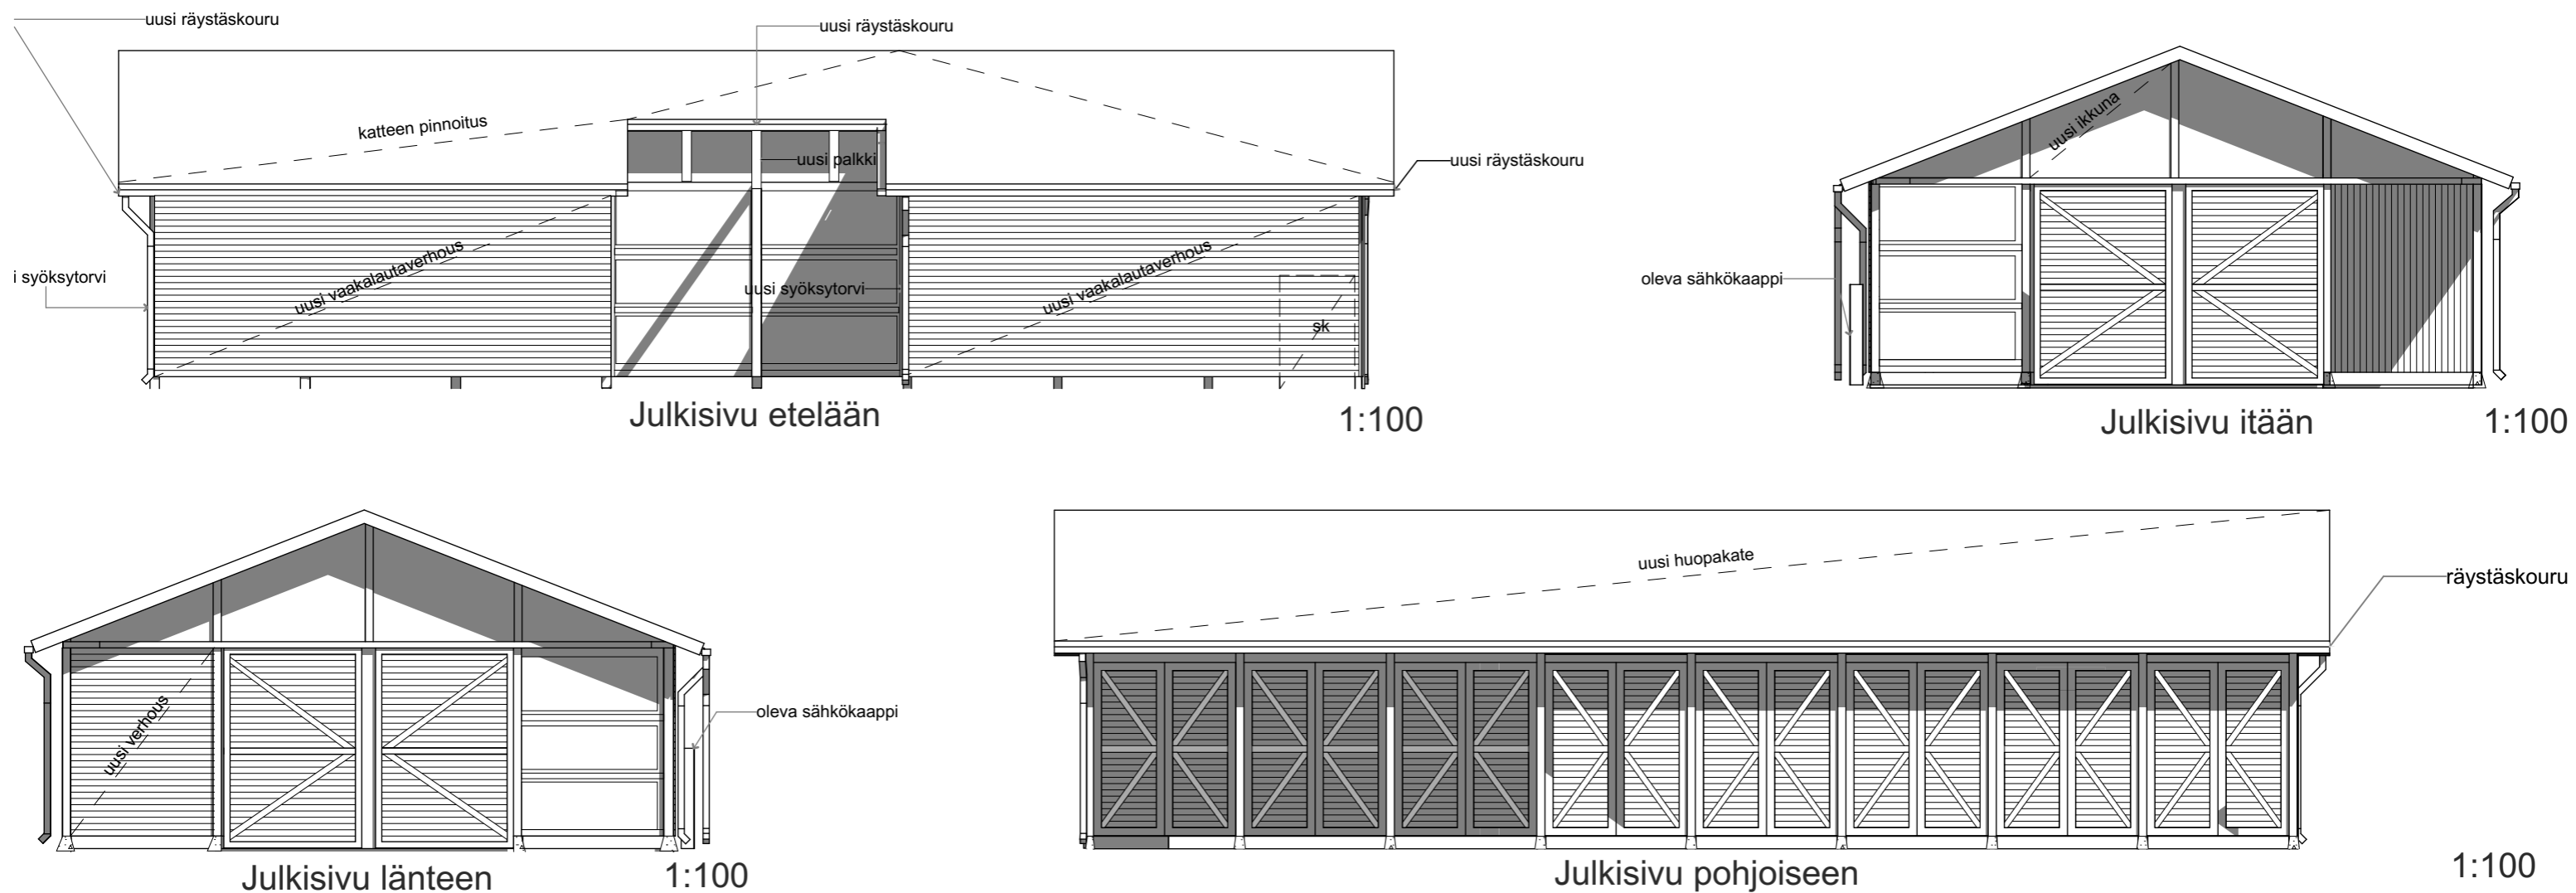 uusi räystäskouru
uusi räystäskouru
katteen pinnoitus
uusi palkki
uusi räystäskouru
uusi ikkuna
i syöksytorvi
uusi vaakalautaverhous
uusi syöksytorvi
uusi vaakalautaverhous
sk
oleva sähkökaappi
Julkisivu etelään
1:100
Julkisivu itään
1:100
uusi huopakate
räystäskouru
uusi verhous
oleva sähkökaappi
Julkisivu länteen
1:100
Julkisivu pohjoiseen
1:100